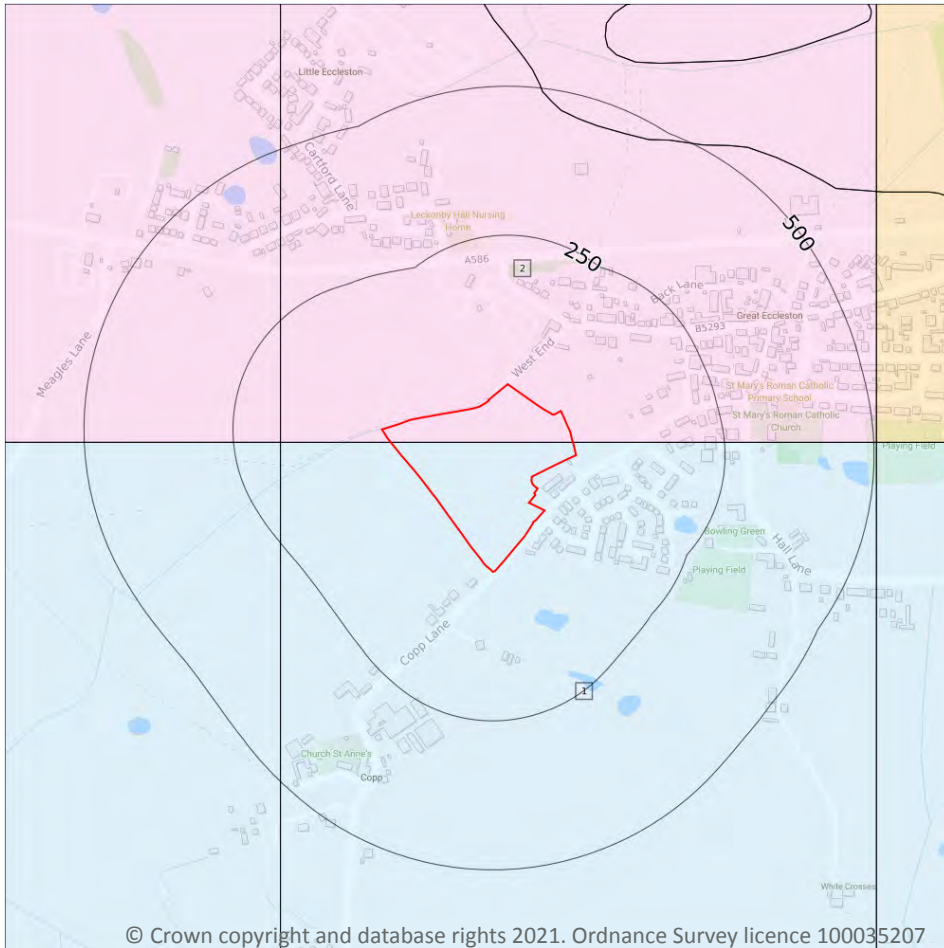 Little Eccleston
Cartford Lane
Leckonby Hall Nursing
Home
500
250
A586
2
Back Lane
Great Eccleston
B5293
Meagles Lane
West End
St Mary's Roman Catholic
Primary School
St Mary's Roman Catholic
Church
Playing Field
Bowling Green
Hall Lane
Playing Field
Copp Lane
1
Church St Anne's
Copp
White Crosses
© Crown copyright and database rights 2021. Ordnance Survey licence 100035207